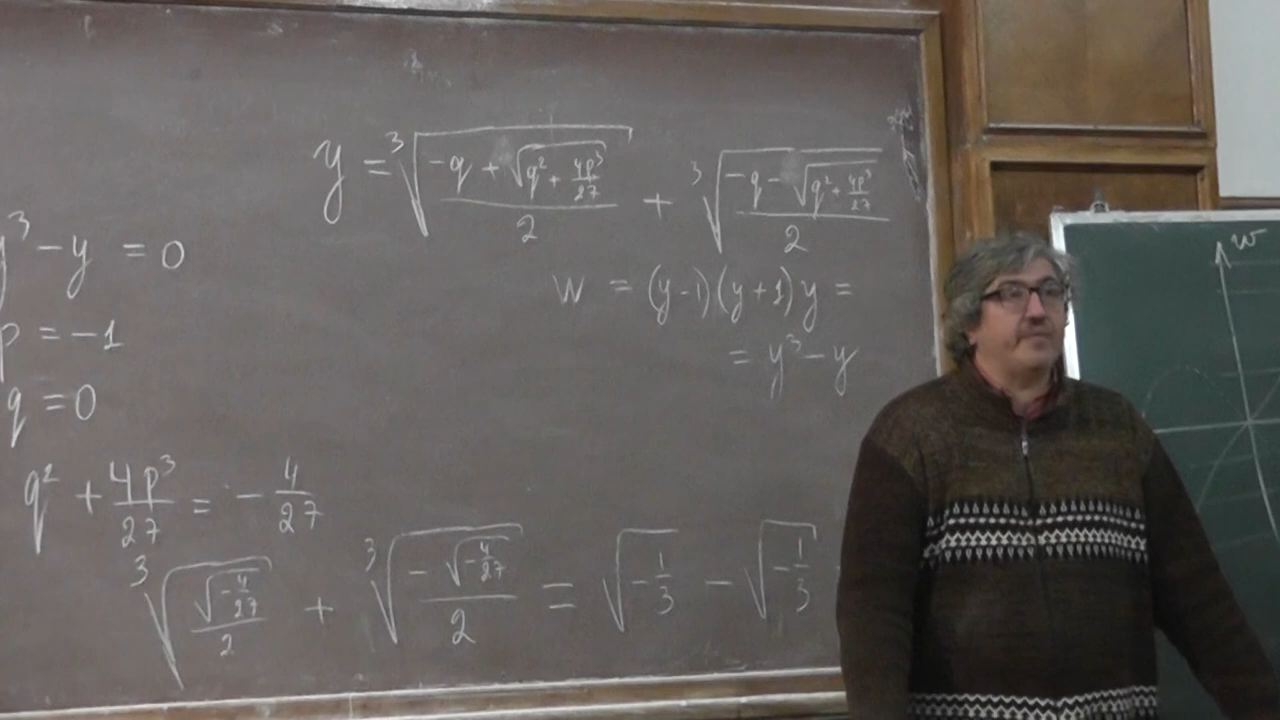 y = ∛((-q + √(q² + 4p³/27))/2) + ∛((-q - √(q² + 4p³/27))/2)
y³ - y = 0
w = (y-1)(y+1)y =
= y³ - y
p = -1
q = 0
q² + 4p³/27 = -4/27
∛(√(-4/27)/2) + ∛(-√(-4/27)/2) = √(-1/3) - √(-1/3)
w